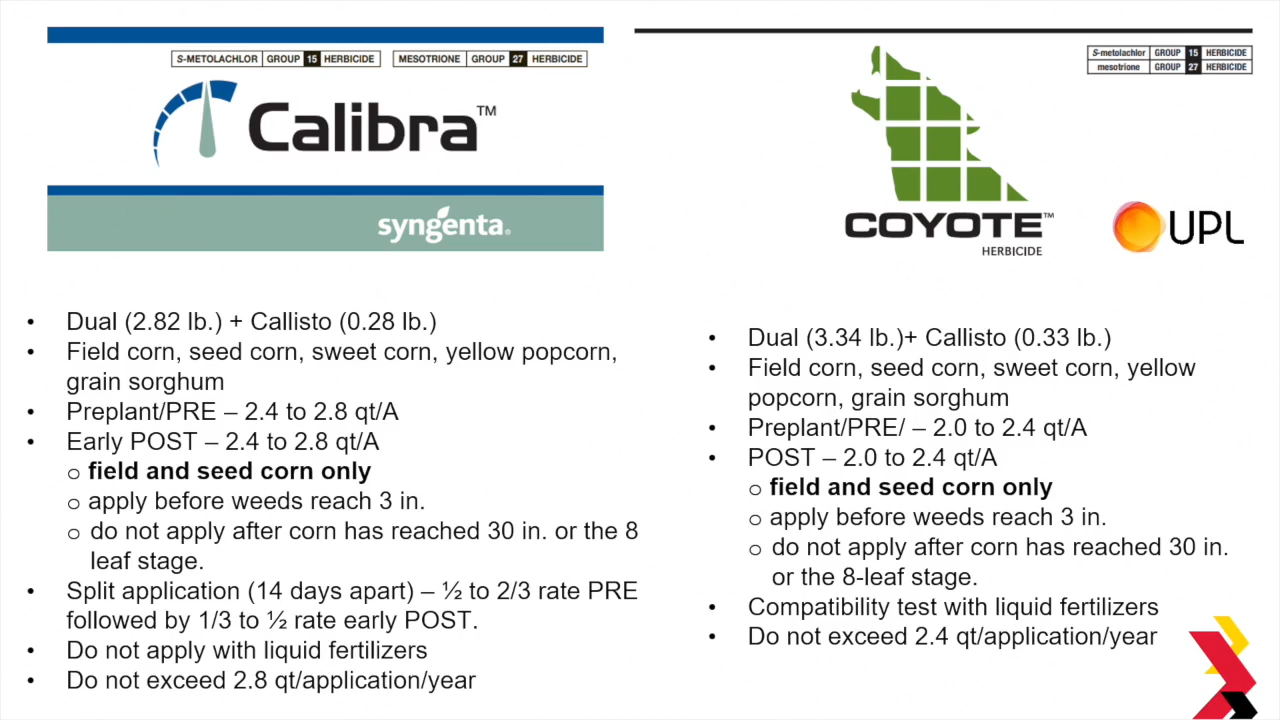 S-METOLACHLOR GROUP 15 HERBICIDE MESOTRIONE GROUP 27 HERBICIDE
Calibra™
syngenta®
• Dual (2.82 lb.) + Callisto (0.28 lb.)
• Field corn, seed corn, sweet corn, yellow popcorn,
grain sorghum
• Preplant/PRE – 2.4 to 2.8 qt/A
• Early POST – 2.4 to 2.8 qt/A
o field and seed corn only
o apply before weeds reach 3 in.
o do not apply after corn has reached 30 in. or the 8
leaf stage.
• Split application (14 days apart) – ½ to 2/3 rate PRE
followed by 1/3 to ½ rate early POST.
• Do not apply with liquid fertilizers
• Do not exceed 2.8 qt/application/year
S-metolachlor GROUP 15 HERBICIDE
mesotrione GROUP 27 HERBICIDE
COYOTE™
HERBICIDE
UPL
• Dual (3.34 lb.)+ Callisto (0.33 lb.)
• Field corn, seed corn, sweet corn, yellow
popcorn, grain sorghum
• Preplant/PRE/ – 2.0 to 2.4 qt/A
• POST – 2.0 to 2.4 qt/A
o field and seed corn only
o apply before weeds reach 3 in.
o do not apply after corn has reached 30 in.
or the 8-leaf stage.
• Compatibility test with liquid fertilizers
• Do not exceed 2.4 qt/application/year